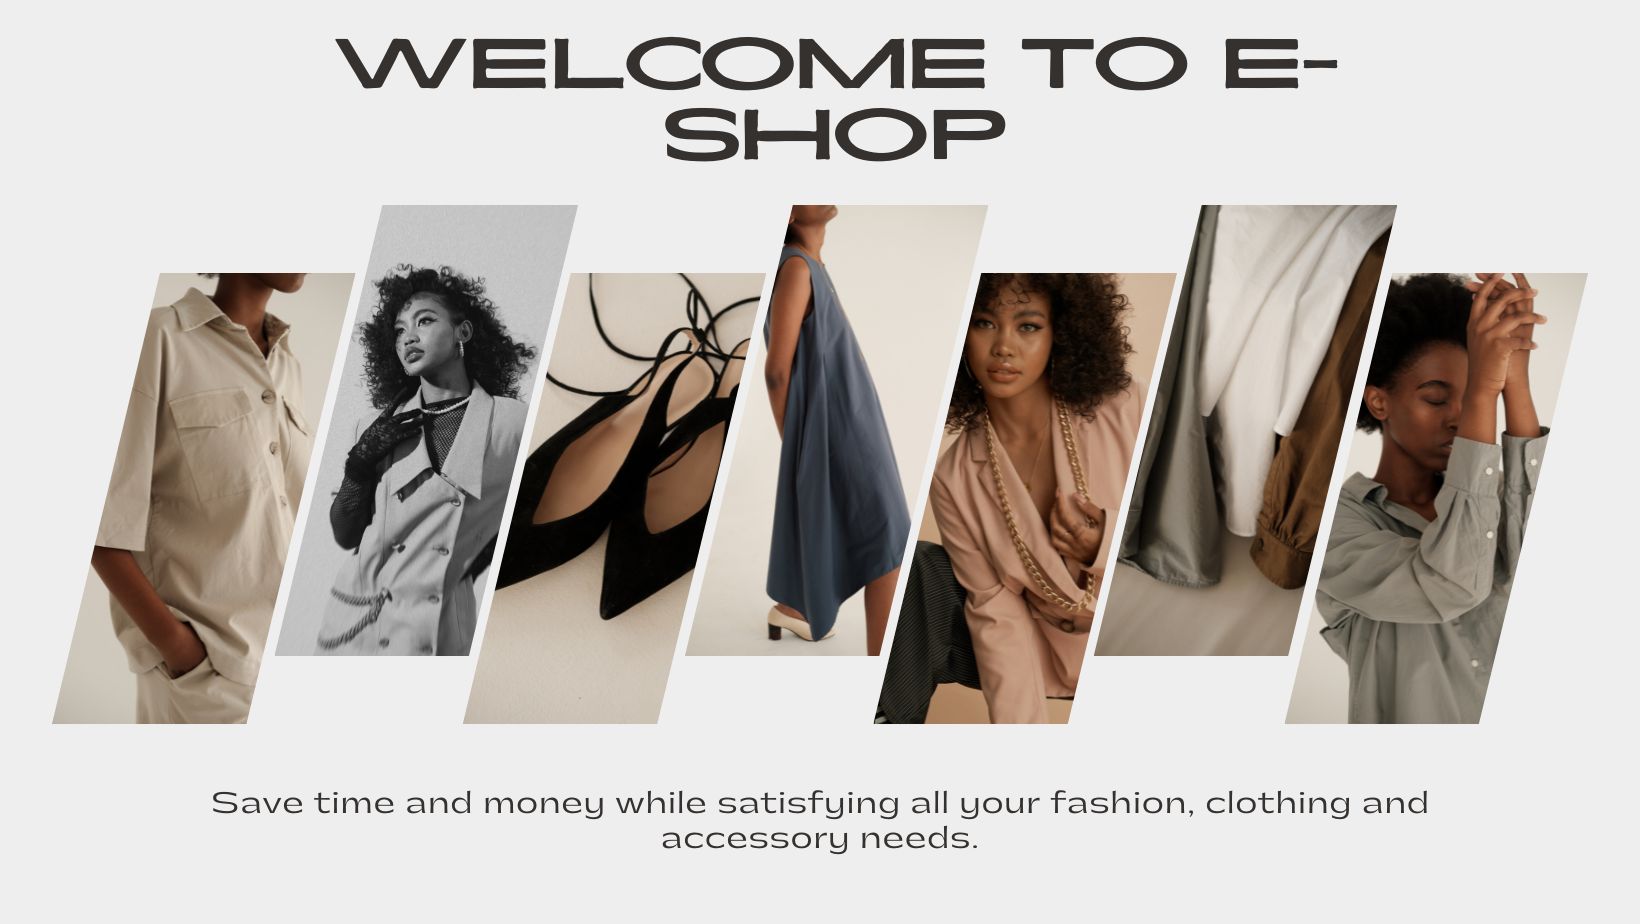 WELCOME TO E-
SHOP
Save time and money while satisfying all your fashion, clothing and
accessory needs.